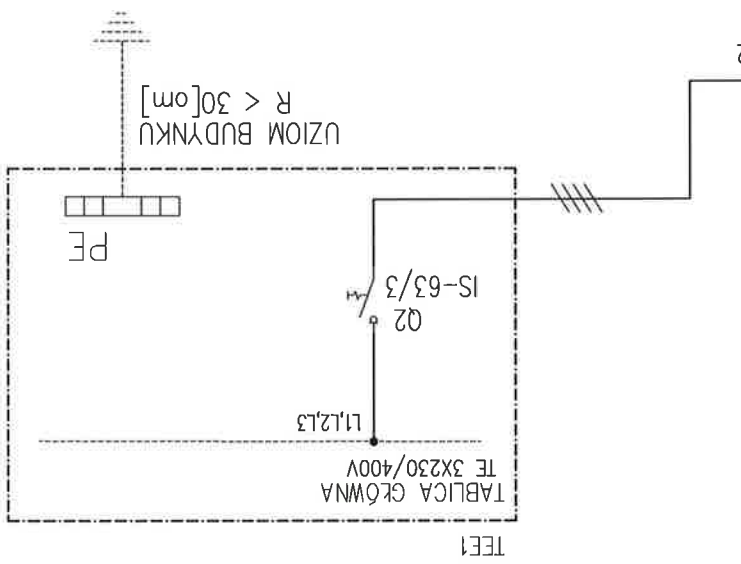 TEE1
TABLICA GŁÓWNA
TE 3X230/400V
L1,L2,L3
Q2
IS-63/3
PE
UZIOM BUDYNKU
R < 30[om]